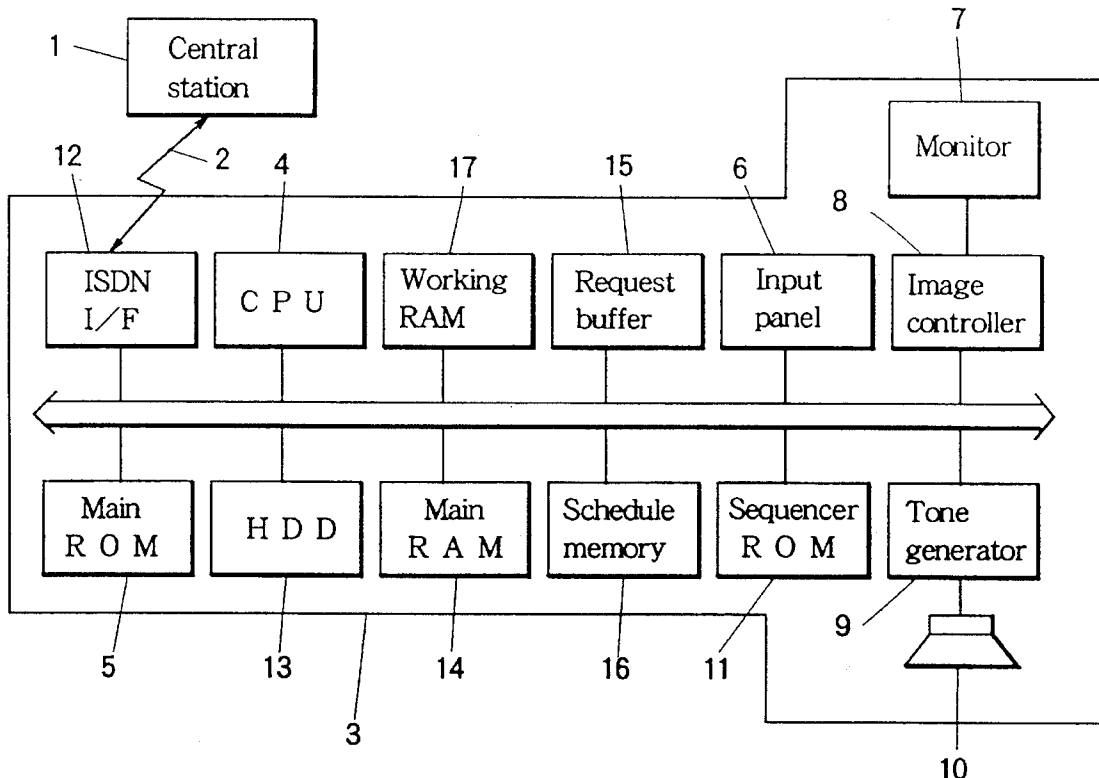 1
Central
station
7
Monitor
12
2
4
17
15
6
8
ISDN
I/F
C P U
Working
RAM
Request
buffer
Input
panel
Image
controller
Main
R O M
H D D
Main
R A M
Schedule
memory
Sequencer
R O M
Tone
generator
5
13
14
16
11
9
3
10